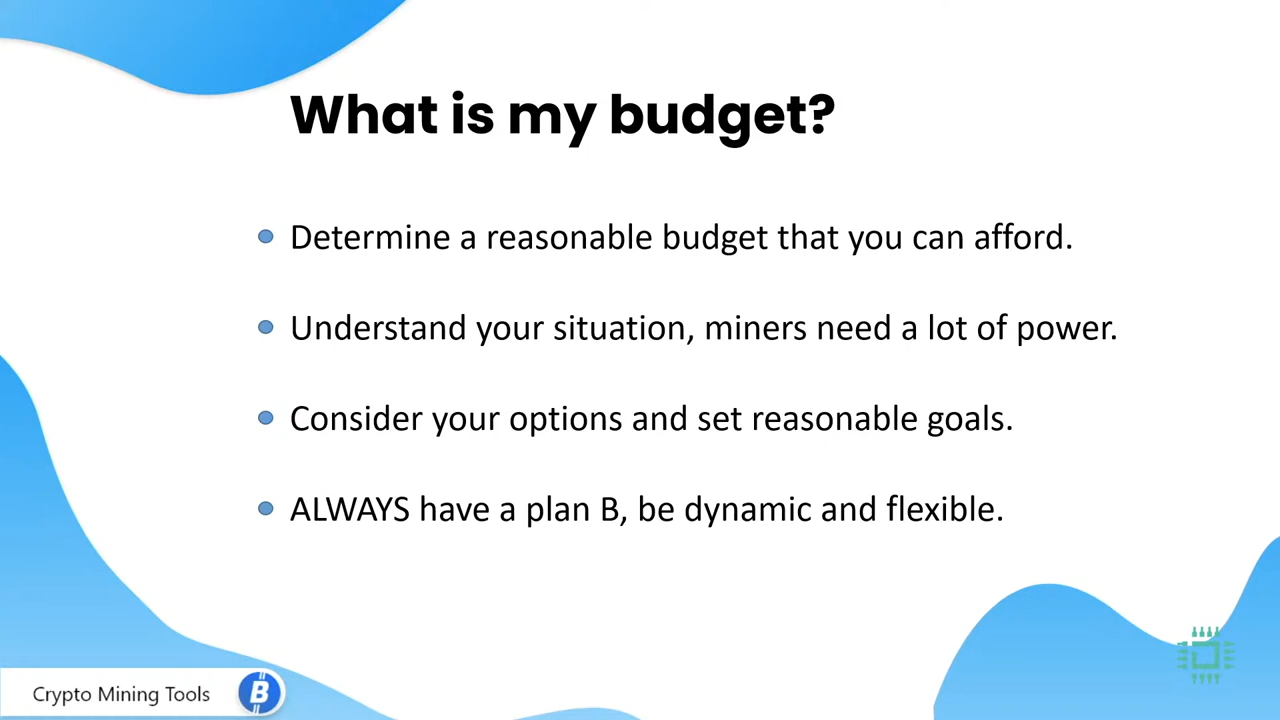 What is my budget?
Determine a reasonable budget that you can afford.
Understand your situation, miners need a lot of power.
Consider your options and set reasonable goals.
ALWAYS have a plan B, be dynamic and flexible.
Crypto Mining Tools